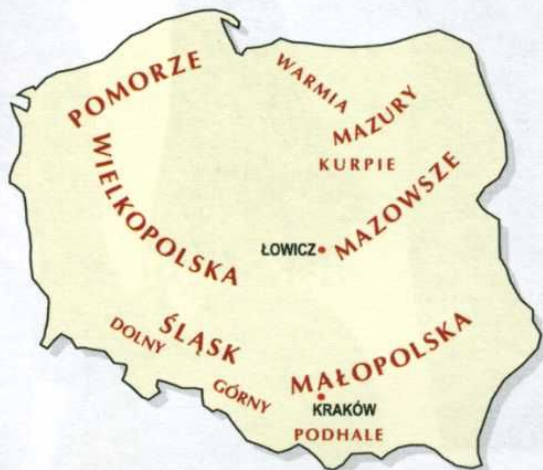 POMORZE
WARMIA
MAZURY
KURPIE
WIELKOPOLSKA
MAZOWSZE
ŁOWICZ
ŚLĄSK
DOLNY
GÓRNY
MAŁOPOLSKA
KRAKÓW
PODHALE